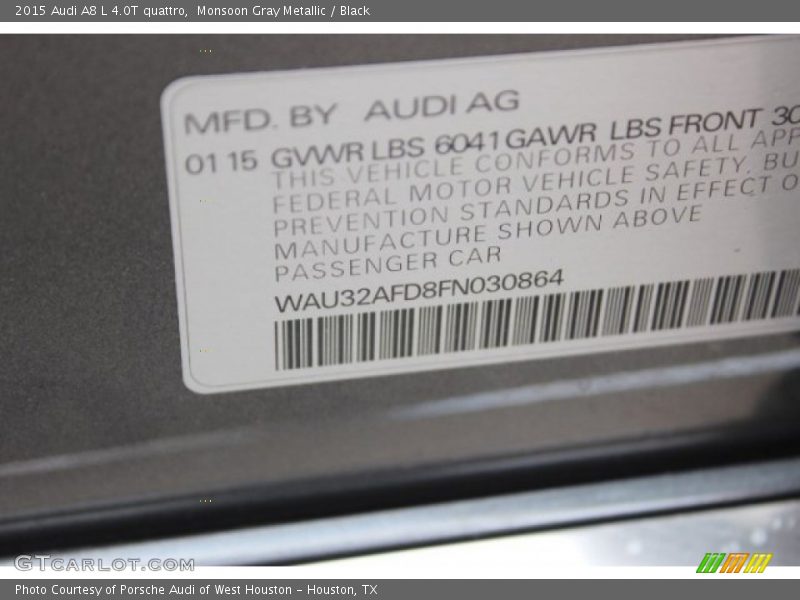 2015 Audi A8 L 4.0T quattro,  Monsoon Gray Metallic / Black
MFD. BY AUDI AG
01 15 GVWR LBS 6041 GAWR LBS FRONT
THIS VEHICLE CONFORMS TO ALL
FEDERAL MOTOR VEHICLE SAFETY, BU
PREVENTION STANDARDS IN EFFECT O
MANUFACTURE SHOWN ABOVE
PASSENGER CAR
WAU32AFD8FN030864
GTCARLOT.COM
Photo Courtesy of Porsche Audi of West Houston - Houston, TX